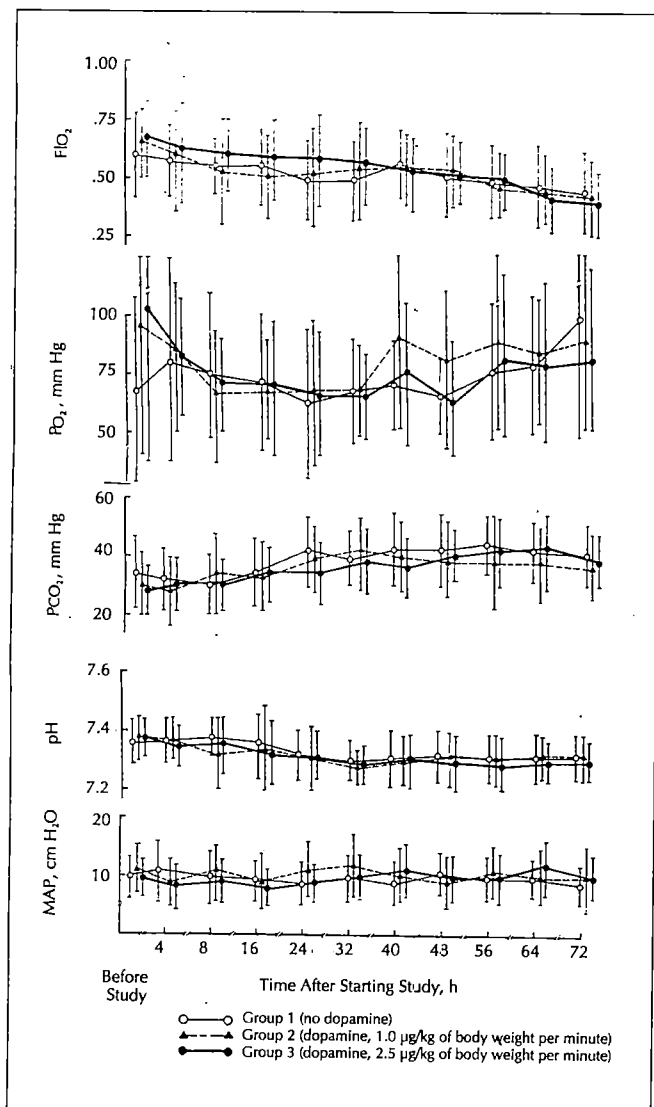 1.00
.75
.50
.25
FIO₂
100
75
50
PO₂, mm Hg
60
40
20
PCO₂, mm Hg
7.6
7.4
7.2
pH
20
10
MAP, cm H₂O
4 8 16 24 32 40 43 56 64 72
Before
Study
Time After Starting Study, h
Group 1 (no dopamine)
Group 2 (dopamine, 1.0 µg/kg of body weight per minute)
Group 3 (dopamine, 2.5 µg/kg of body weight per minute)